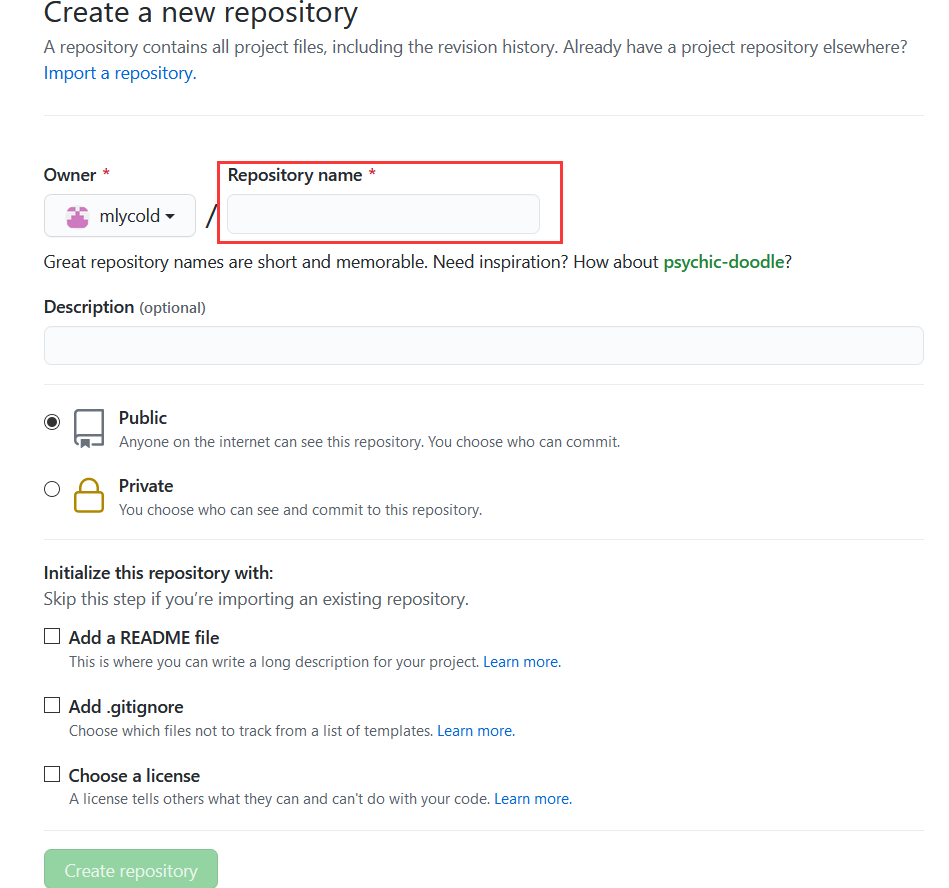 Create a new repository
A repository contains all project files, including the revision history. Already have a project repository elsewhere?
Import a repository.
Owner *
Repository name *
mlycold
/
Great repository names are short and memorable. Need inspiration? How about psychic-doodle?
Description (optional)
Public
Anyone on the internet can see this repository. You choose who can commit.
Private
You choose who can see and commit to this repository.
Initialize this repository with:
Skip this step if you’re importing an existing repository.
Add a README file
This is where you can write a long description for your project. Learn more.
Add .gitignore
Choose which files not to track from a list of templates. Learn more.
Choose a license
A license tells others what they can and can't do with your code. Learn more.
Create repository